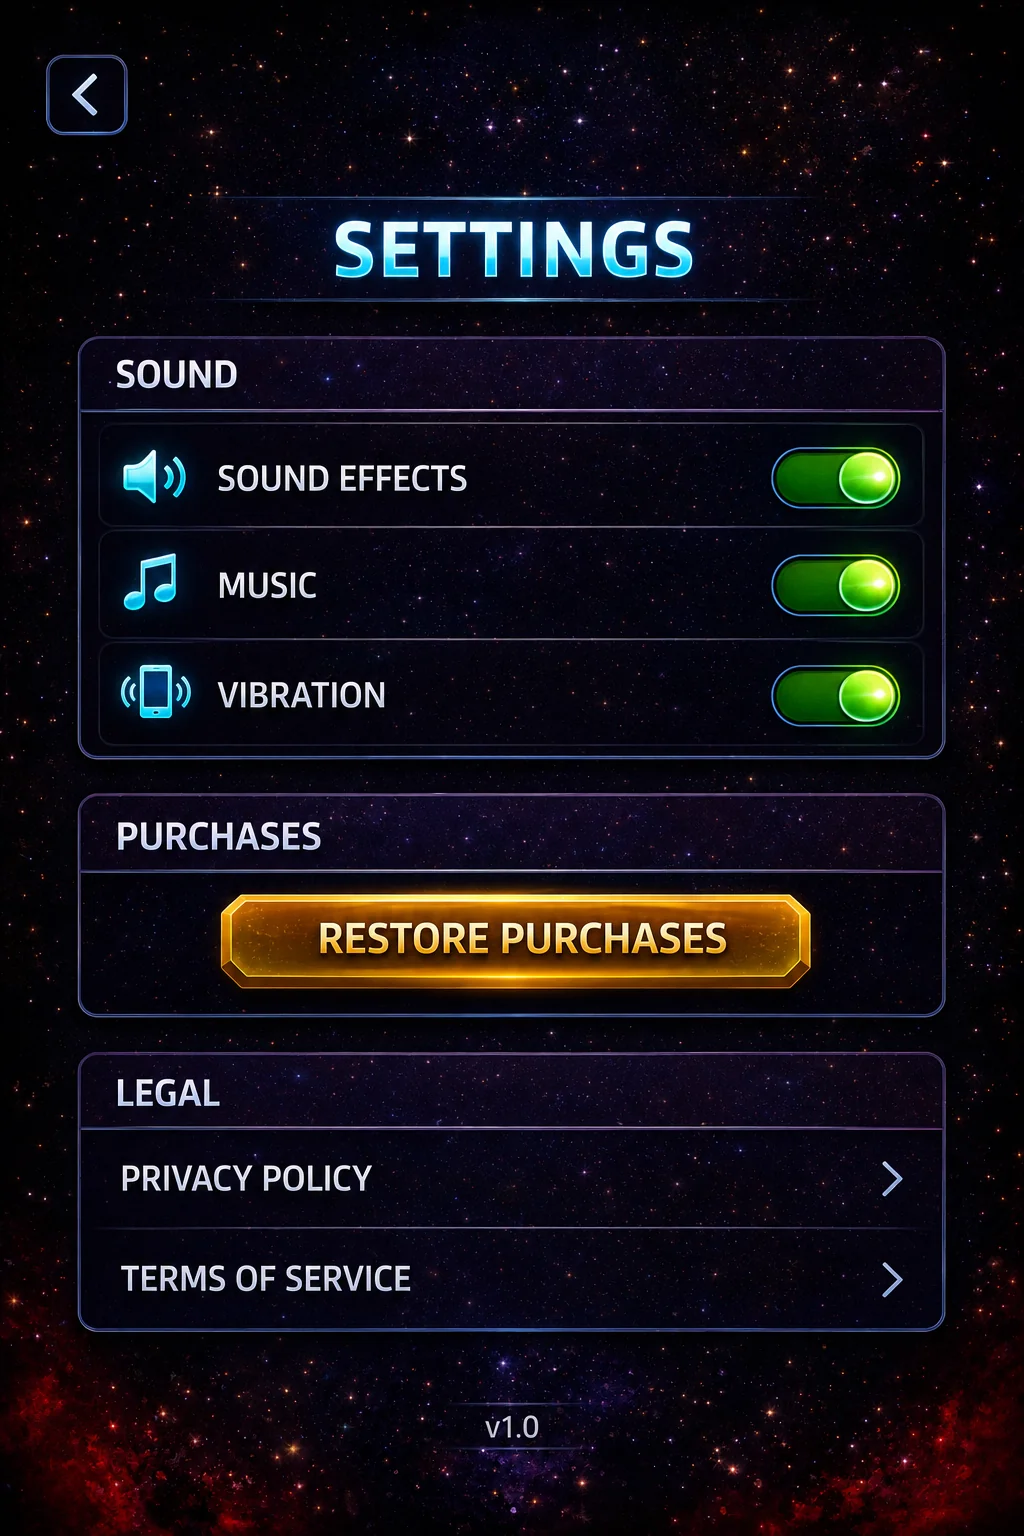 SETTINGS
SOUND
SOUND EFFECTS
MUSIC
VIBRATION
PURCHASES
RESTORE PURCHASES
LEGAL
PRIVACY POLICY
TERMS OF SERVICE
v1.0